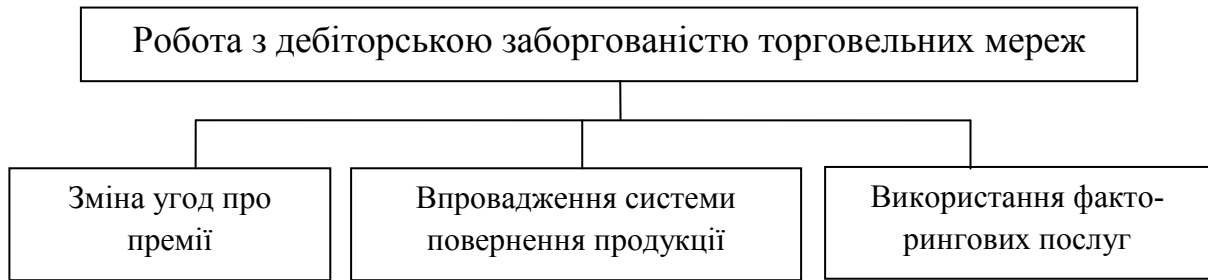 Робота з дебіторською заборгованістю торговельних мереж
Зміна угод про
премії
Впровадження системи
повернення продукції
Використання факто-
рингових послуг